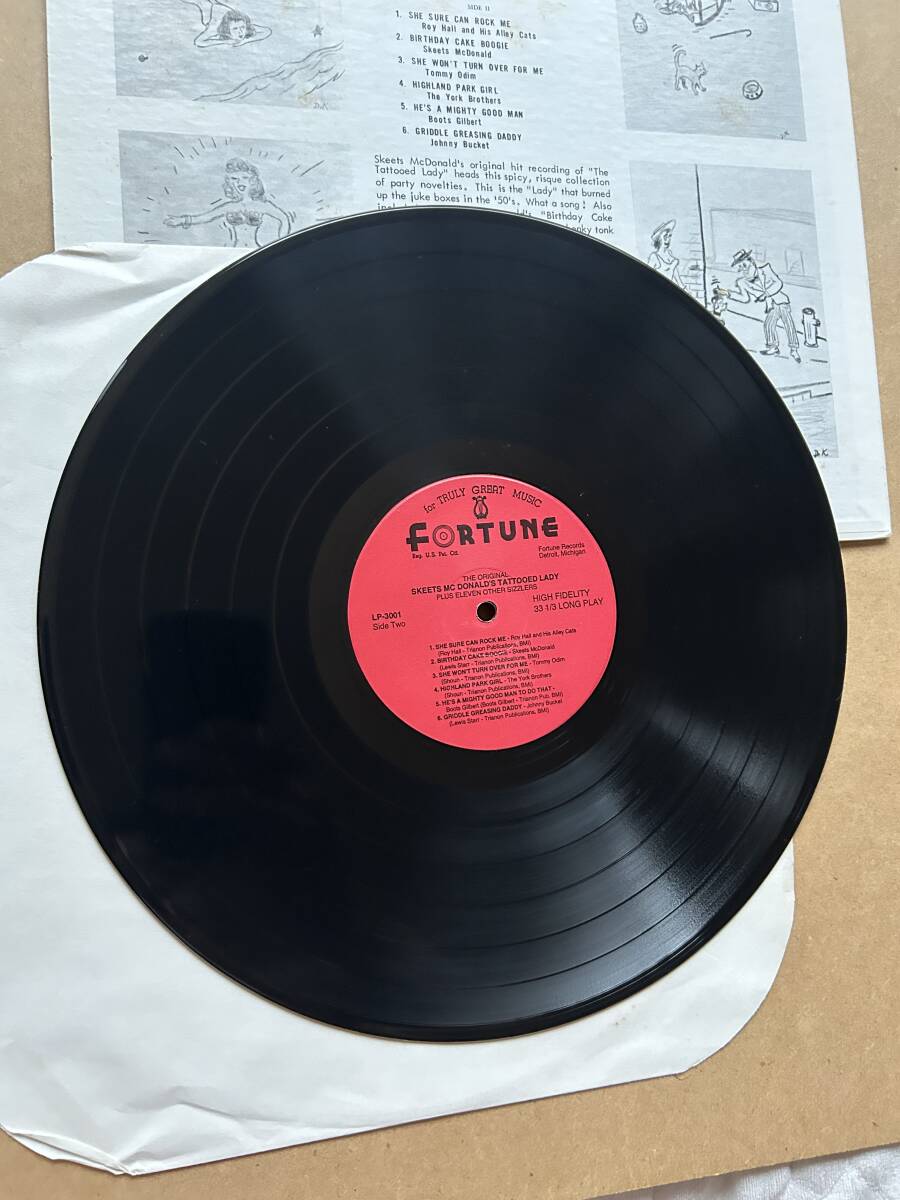 SIDE II
1. SHE SURE CAN ROCK ME
Roy Hall and His Alley Cats
2. BIRTHDAY CAKE BOOGIE
Skeets McDonald
3. SHE WON'T TURN OVER FOR ME
Tommy Odim
4. HIGHLAND PARK GIRL
The York Brothers
5. HE'S A MIGHTY GOOD MAN
Boots Gilbert
6. GRIDDLE GREASING DADDY
Johnny Bucket
Skeets McDonald's original hit recording of "The
Tattooed Lady" heads this spicy, risque collection
of party novelties. This is the "Lady" that burned
up the juke boxes in the '50's. What a song! Also
"Birthday Cake
tonk
D.K.
for TRULY GREAT MUSIC
FORTUNE
Reg. U.S. Pat. Off.
Fortune Records
Detroit, Michigan
THE ORIGINAL
SKEETS MC DONALD'S TATTOOED LADY
PLUS ELEVEN OTHER SIZZLERS
LP-3001
Side Two
HIGH FIDELITY
33 1/3 LONG PLAY
1. SHE SURE CAN ROCK ME - Roy Hall and His Alley Cats
(Roy Hall - Trianon Publications, BMI)
2. BIRTHDAY CAKE BOOGIE - Skeets McDonald
(Lewis Starr - Trianon Publications, BMI)
3. SHE WON'T TURN OVER FOR ME - Tommy Odim
(Shoun - Trianon Publications, BMI)
4. HIGHLAND PARK GIRL - The York Brothers
(Shoun - Trianon Publications, BMI)
5. HE'S A MIGHTY GOOD MAN TO DO THAT -
Boots Gilbert (Boots Gilbert - Trianon Pub. BMI)
6. GRIDDLE GREASING DADDY - Johnny Bucket
(Lewis Starr - Trianon Publications, BMI)